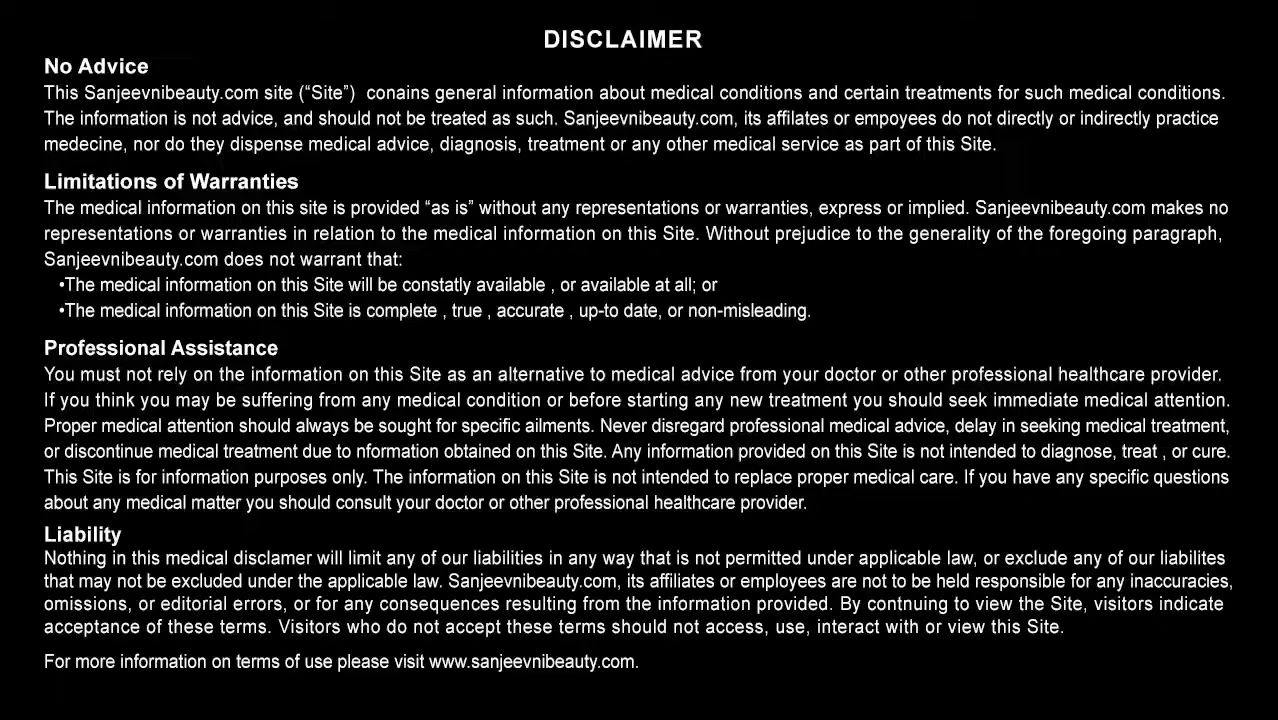 DISCLAIMER
No Advice
This Sanjeevnibeauty.com site (“Site”)  conains general information about medical conditions and certain treatments for such medical conditions.
The information is not advice, and should not be treated as such. Sanjeevnibeauty.com, its affilates or empoyees do not directly or indirectly practice
medecine, nor do they dispense medical advice, diagnosis, treatment or any other medical service as part of this Site.
Limitations of Warranties
The medical information on this site is provided “as is” without any representations or warranties, express or implied. Sanjeevnibeauty.com makes no
representations or warranties in relation to the medical information on this Site. Without prejudice to the generality of the foregoing paragraph,
Sanjeevnibeauty.com does not warrant that:
•The medical information on this Site will be constatly available , or available at all; or
•The medical information on this Site is complete , true , accurate , up-to date, or non-misleading.
Professional Assistance
You must not rely on the information on this Site as an alternative to medical advice from your doctor or other professional healthcare provider.
If you think you may be suffering from any medical condition or before starting any new treatment you should seek immediate medical attention.
Proper medical attention should always be sought for specific ailments. Never disregard professional medical advice, delay in seeking medical treatment,
or discontinue medical treatment due to nformation obtained on this Site. Any information provided on this Site is not intended to diagnose, treat , or cure.
This Site is for information purposes only. The information on this Site is not intended to replace proper medical care. If you have any specific questions
about any medical matter you should consult your doctor or other professional healthcare provider.
Liability
Nothing in this medical disclamer will limit any of our liabilities in any way that is not permitted under applicable law, or exclude any of our liabilites
that may not be excluded under the applicable law. Sanjeevnibeauty.com, its affiliates or employees are not to be held responsible for any inaccuracies,
omissions, or editorial errors, or for any consequences resulting from the information provided. By contnuing to view the Site, visitors indicate
acceptance of these terms. Visitors who do not accept these terms should not access, use, interact with or view this Site.
For more information on terms of use please visit www.sanjeevnibeauty.com.